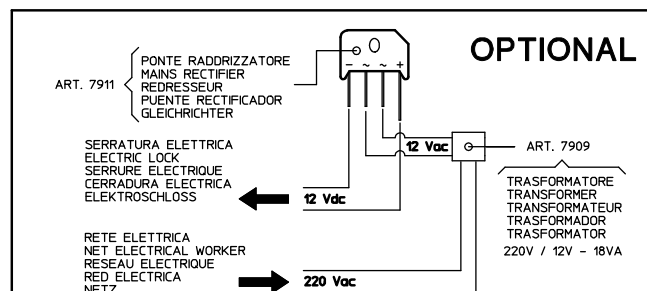 OPTIONAL
PONTE RADDRIZZATORE
MAINS RECTIFIER
ART. 7911
REDRESSEUR
PUENTE RECTIFICADOR
GLEICHRICHTER
- ~ ~ +
SERRATURA ELETTRICA
ELECTRIC LOCK
SERRURE ELECTRIQUE
CERRADURA ELECTRICA
ELEKTROSCHLOSS
12 Vac
12 Vdc
ART. 7909
TRASFORMATORE
TRANSFORMER
TRANSFORMATEUR
TRASFORMADOR
TRASFORMATOR
220V / 12V - 18VA
RETE ELETTRICA
NET ELECTRICAL WORKER
RESEAU ELECTRIQUE
RED ELECTRICA
NETZ
220 Vac